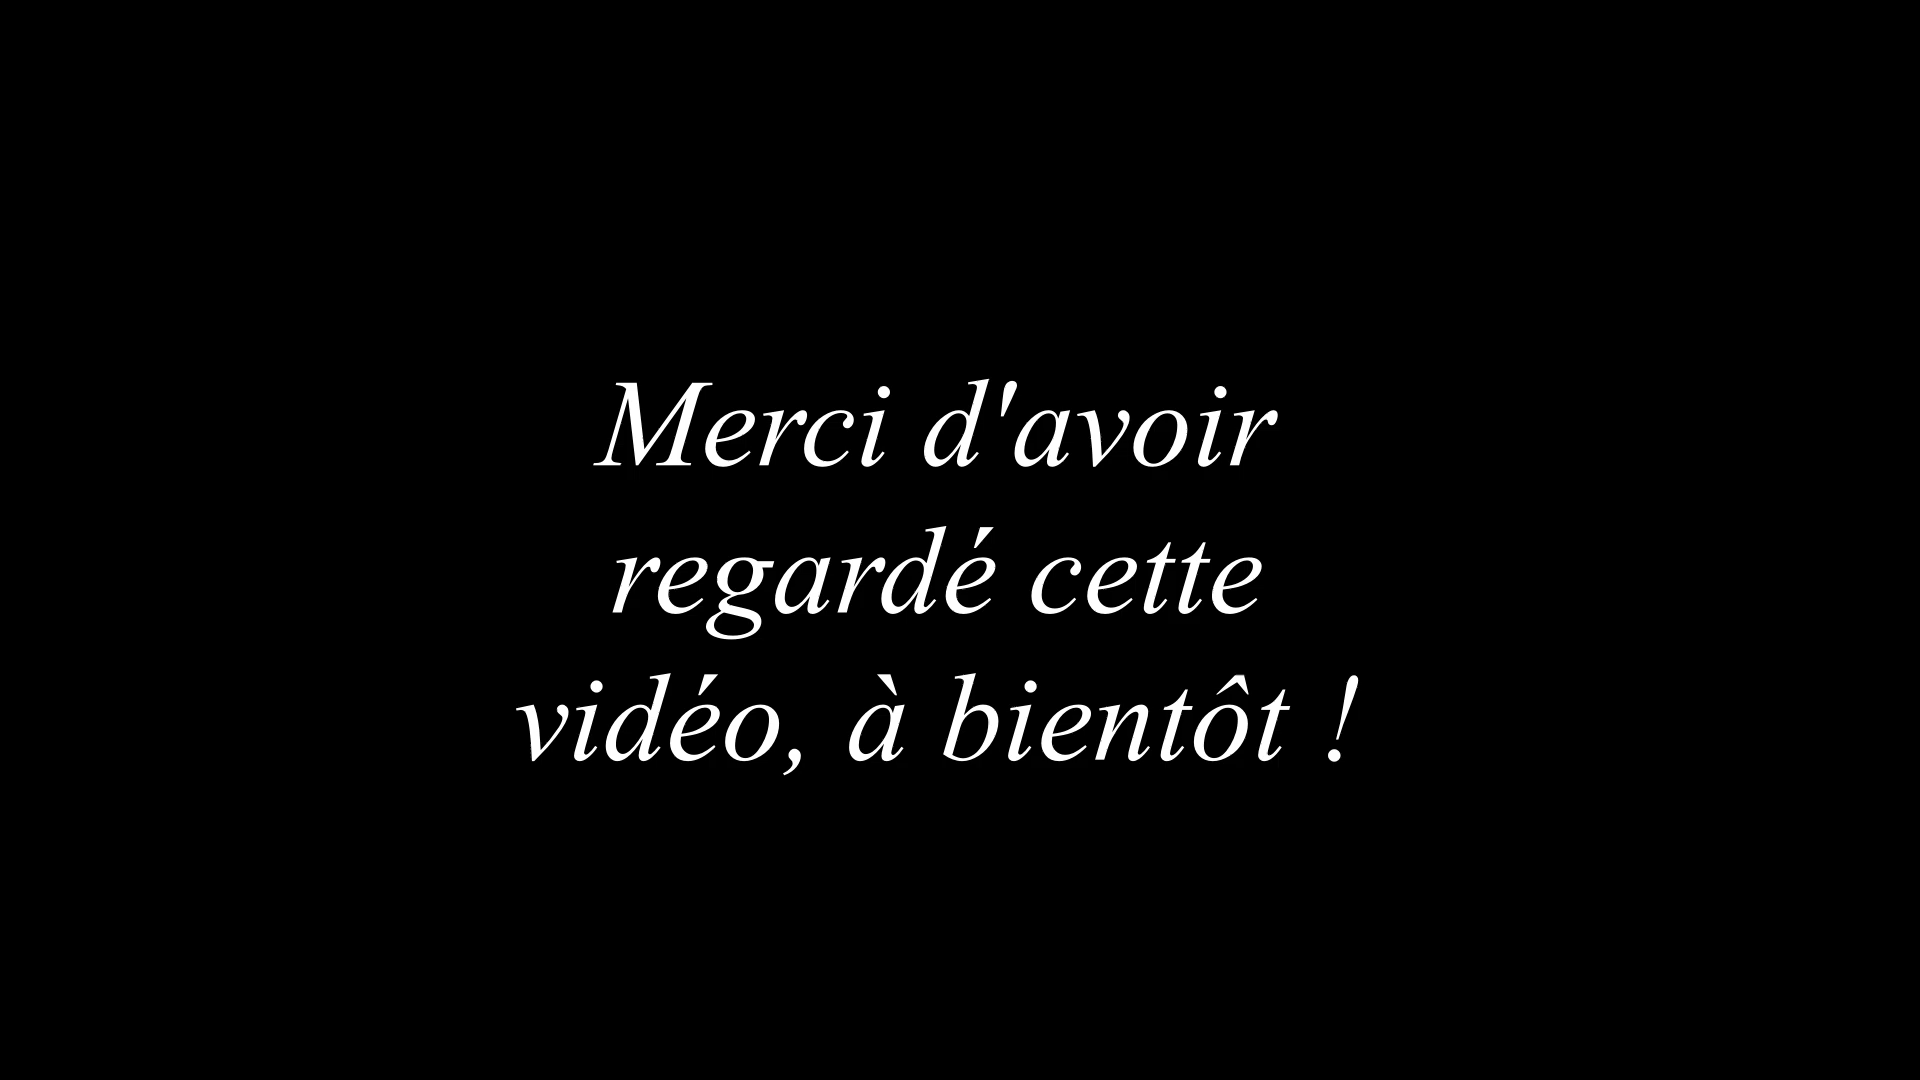 Merci d'avoir
regardé cette
vidéo, à bientôt !